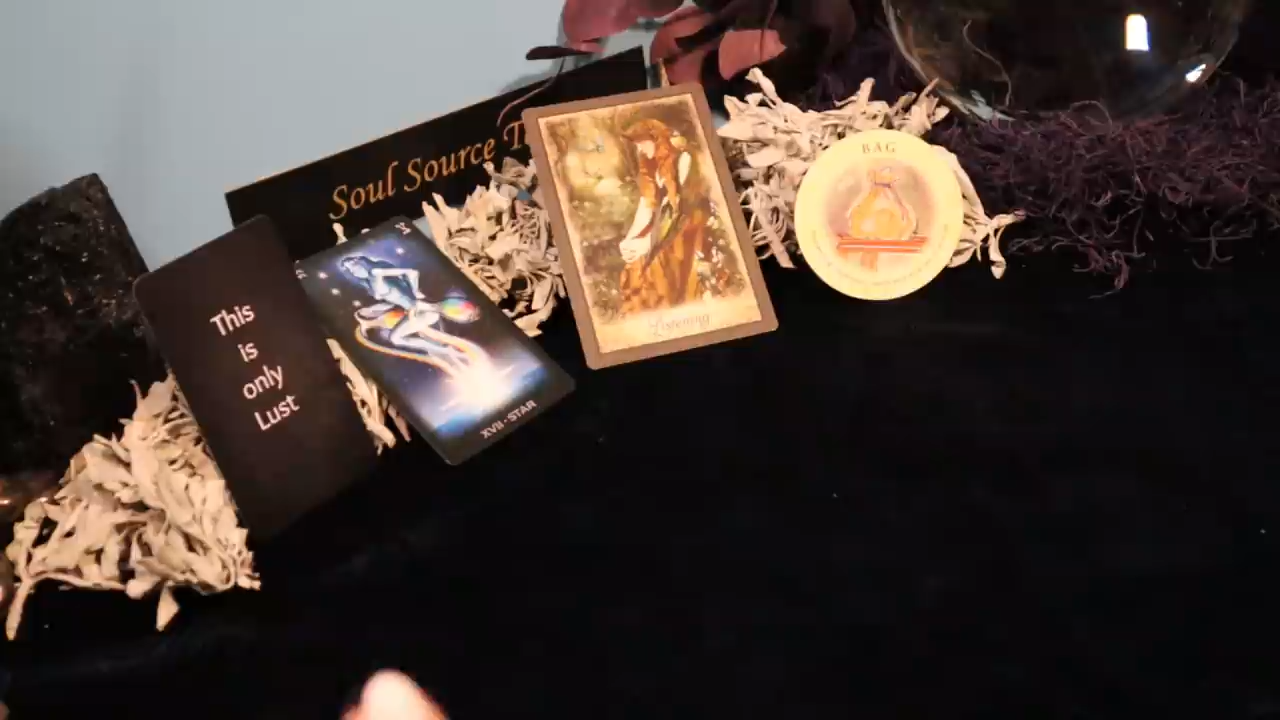 Soul Source T
This
is
only
Lust
XVII-STAR
Listening
BAG